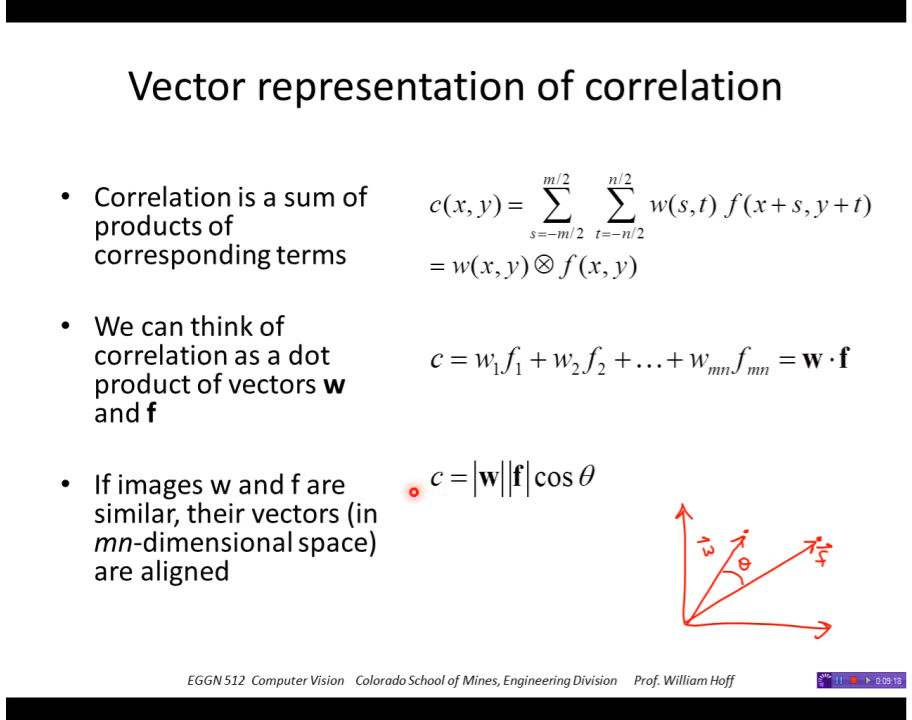 Vector representation of correlation
• Correlation is a sum of
products of
corresponding terms
c(x, y) = ∑_{s=−m/2}^{m/2} ∑_{t=−n/2}^{n/2} w(s,t) f(x+s, y+t)
= w(x, y) ⊗ f(x, y)
• We can think of
correlation as a dot
product of vectors w
and f
c = w₁f₁ + w₂f₂ + … + wₘₙfₘₙ = w · f
• If images w and f are
similar, their vectors (in
mn-dimensional space)
are aligned
c = |w||f| cos θ
w
θ
f
EGGN 512 Computer Vision Colorado School of Mines, Engineering Division Prof. William Hoff
0:09:13